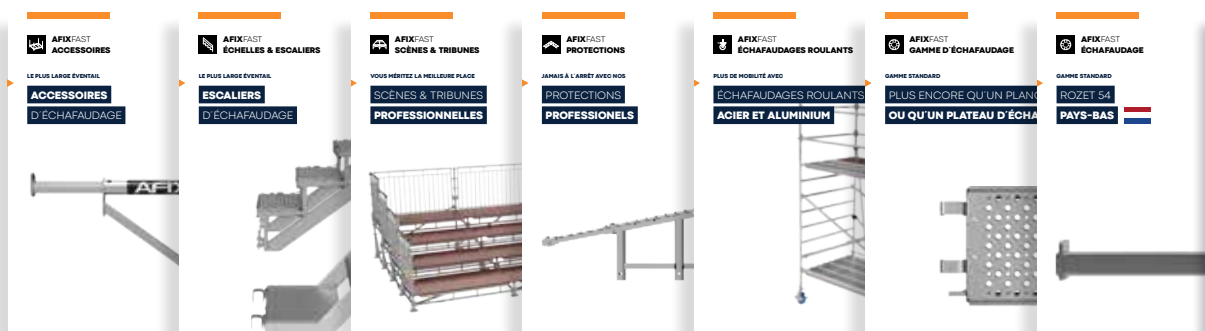 AFIXFAST
ACCESSOIRES
LE PLUS LARGE ÉVENTAIL
ACCESSOIRES
D'ÉCHAFAUDAGE
AFIX
AFIXFAST
ÉCHELLES & ESCALIERS
LE PLUS LARGE ÉVENTAIL
ESCALIERS
D'ÉCHAFAUDAGE
AFIXFAST
SCÈNES & TRIBUNES
VOUS MÉRITEZ LA MEILLEURE PLACE
SCÈNES & TRIBUNES
PROFESSIONNELLES
AFIXFAST
PROTECTIONS
JAMAIS À L'ARRÊT AVEC NOS
PROTECTIONS
PROFESSIONELS
AFIXFAST
ÉCHAFAUDAGES ROULANTS
PLUS DE MOBILITÉ AVEC
ÉCHAFAUDAGES ROULANTS
ACIER ET ALUMINIUM
AFIXFAST
GAMME D'ÉCHAFAUDAGE
GAMME STANDARD
PLUS ENCORE QU'UN PLANC
OU QU'UN PLATEAU D'ÉCHA
AFIXFAST
ÉCHAFAUDAGE
GAMME STANDARD
ROZET 54
PAYS-BAS